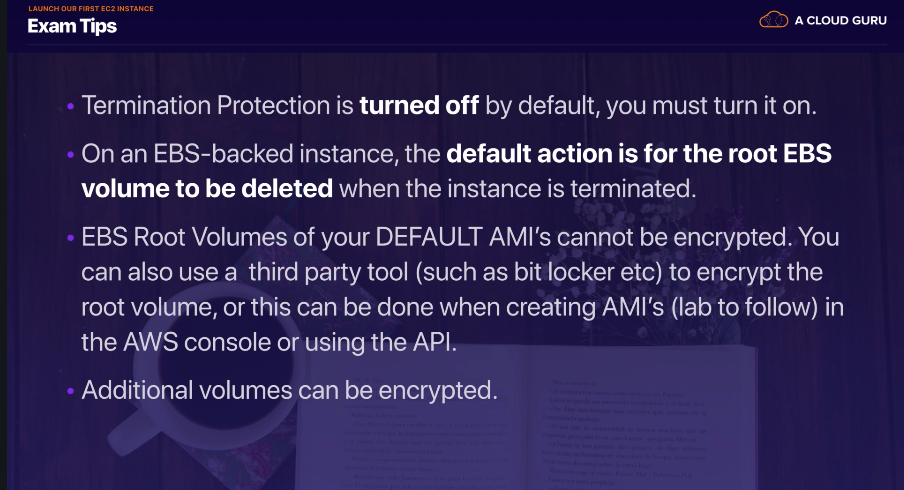 LAUNCH OUR FIRST EC2 INSTANCE
Exam Tips
A CLOUD GURU
• Termination Protection is turned off by default, you must turn it on.
• On an EBS-backed instance, the default action is for the root EBS
volume to be deleted when the instance is terminated.
• EBS Root Volumes of your DEFAULT AMI’s cannot be encrypted. You
can also use a third party tool (such as bit locker etc) to encrypt the
root volume, or this can be done when creating AMI’s (lab to follow) in
the AWS console or using the API.
• Additional volumes can be encrypted.